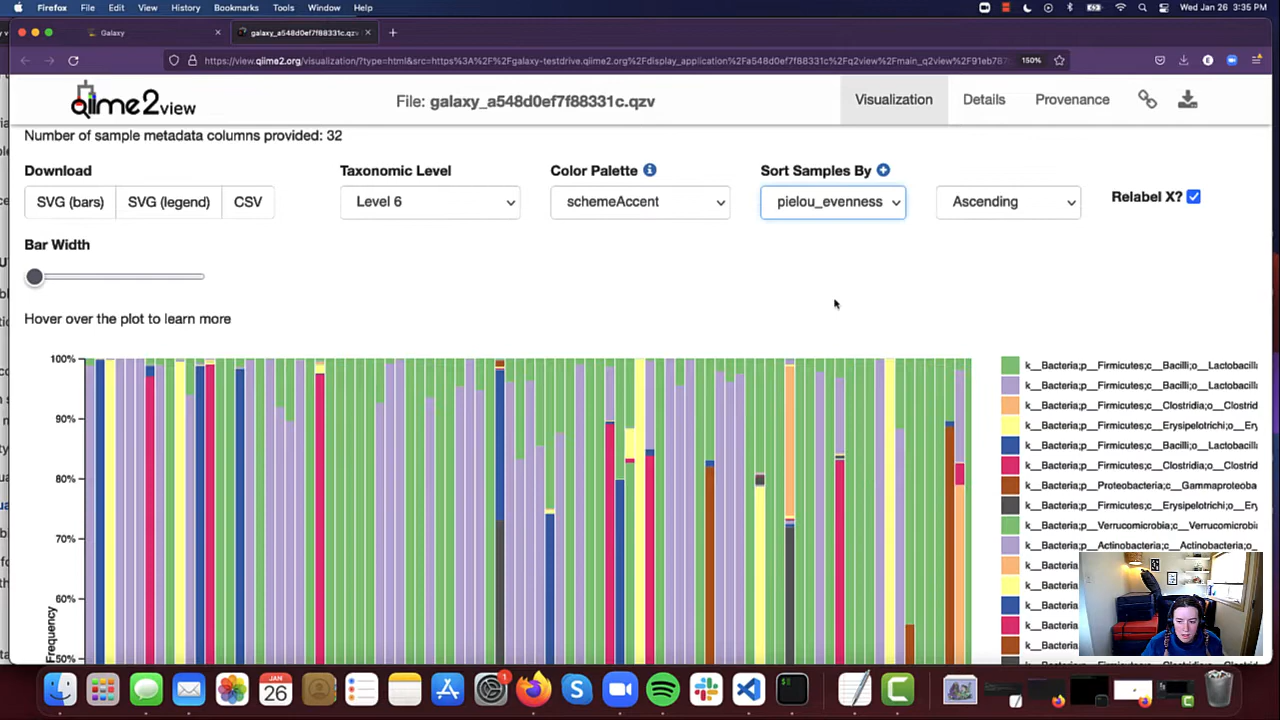 Firefox File Edit View History Bookmarks Tools Window Help Wed Jan 26 3:35 PM
Galaxy × galaxy_a548d0ef7f88331c.qzv × +
https://view.qiime2.org/visualization/?type=html&src=https%3A%2F%2Fgalaxy-testdrive.qiime2.org%2Fdisplay_application%2Fa548d0ef7f88331c%2Fq2view%2Fmain_q2view%2F91eb787 150%
qiime2view File: galaxy_a548d0ef7f88331c.qzv Visualization Details Provenance
Number of sample metadata columns provided: 32
Download Taxonomic Level Color Palette Sort Samples By
SVG (bars) SVG (legend) CSV Level 6 schemeAccent pielou_evenness Ascending Relabel X?
Bar Width
Hover over the plot to learn more
100%
90%
80%
70%
50%
Frequency
k__Bacteria;p__Firmicutes;c__Bacilli;o__Lactobacilli
k__Bacteria;p__Firmicutes;c__Bacilli;o__Lactobacilli
k__Bacteria;p__Firmicutes;c__Clostridia;o__Clostrid
k__Bacteria;p__Firmicutes;c__Erysipelotrichi;o__Ery
k__Bacteria;p__Firmicutes;c__Bacilli;o__Lactobacilli
k__Bacteria;p__Firmicutes;c__Clostridia;o__Clostrid
k__Bacteria;p__Proteobacteria;c__Gammaproteoba
k__Bacteria;p__Firmicutes;c__Erysipelotrichi;o__Ery
k__Bacteria;p__Verrucomicrobia;c__Verrucomicrobi
k__Bacteria;p__Actinobacteria;c__Actinobacteria;o_
k__Bacteria
k__Bacteria
k__Bacteria
k__Bacteria
k__Bacteria
JAN
26
1